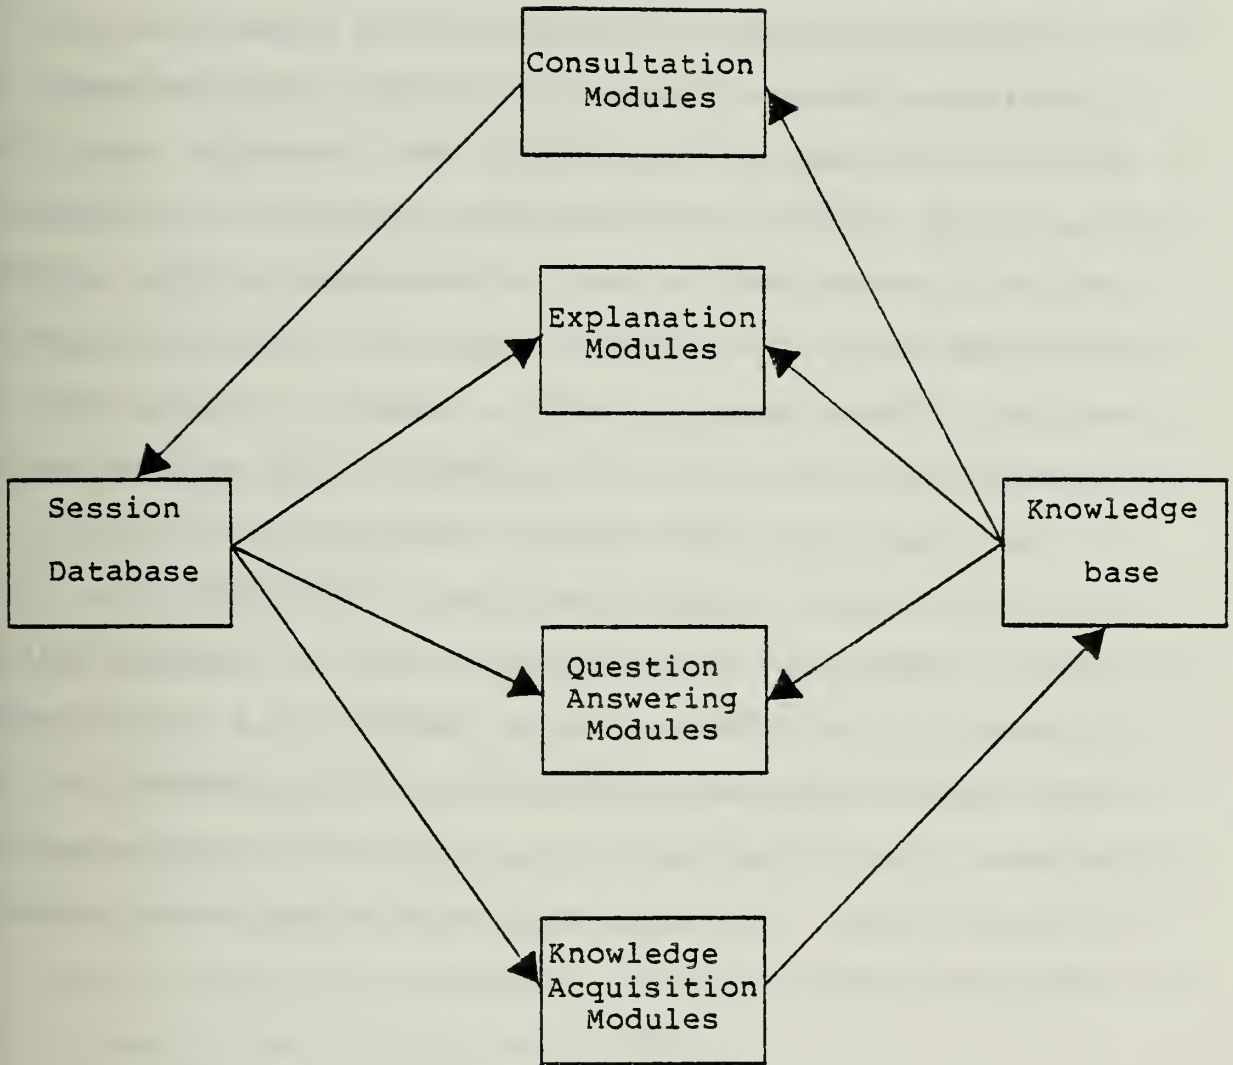 Consultation
Modules
Explanation
Modules
Session
Database
Knowledge
base
Question
Answering
Modules
Knowledge
Acquisition
Modules